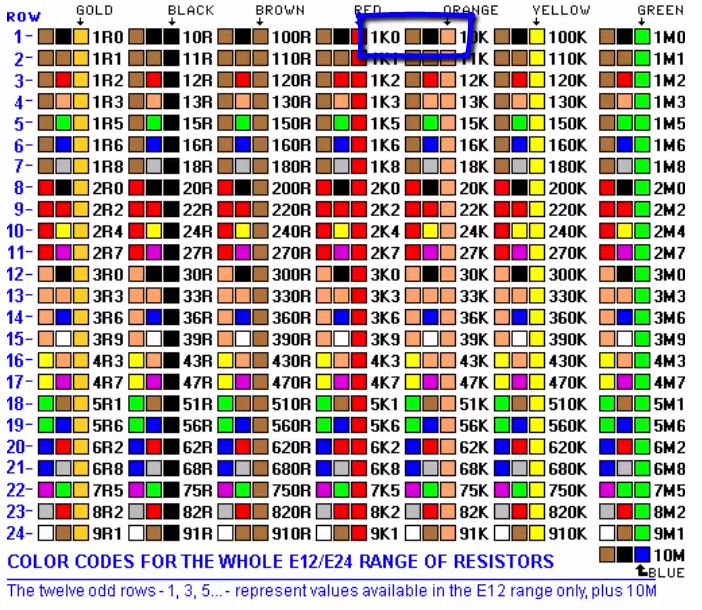 ROW GOLD BLACK BROWN RED ORANGE YELLOW GREEN
1- 1R0 10R 100R 1K0 10K 100K 1M0
2- 1R1 11R 110R 1K1 11K 110K 1M1
3- 1R2 12R 120R 1K2 12K 120K 1M2
4- 1R3 13R 130R 1K3 13K 130K 1M3
5- 1R5 15R 150R 1K5 15K 150K 1M5
6- 1R6 16R 160R 1K6 16K 160K 1M6
7- 1R8 18R 180R 1K8 18K 180K 1M8
8- 2R0 20R 200R 2K0 20K 200K 2M0
9- 2R2 22R 220R 2K2 22K 220K 2M2
10- 2R4 24R 240R 2K4 24K 240K 2M4
11- 2R7 27R 270R 2K7 27K 270K 2M7
12- 3R0 30R 300R 3K0 30K 300K 3M0
13- 3R3 33R 330R 3K3 33K 330K 3M3
14- 3R6 36R 360R 3K6 36K 360K 3M6
15- 3R9 39R 390R 3K9 39K 390K 3M9
16- 4R3 43R 430R 4K3 43K 430K 4M3
17- 4R7 47R 470R 4K7 47K 470K 4M7
18- 5R1 51R 510R 5K1 51K 510K 5M1
19- 5R6 56R 560R 5K6 56K 560K 5M6
20- 6R2 62R 620R 6K2 62K 620K 6M2
21- 6R8 68R 680R 6K8 68K 680K 6M8
22- 7R5 75R 750R 7K5 75K 750K 7M5
23- 8R2 82R 820R 8K2 82K 820K 8M2
24- 9R1 91R 910R 9K1 91K 910K 9M1
10M
COLOR CODES FOR THE WHOLE E12/E24 RANGE OF RESISTORS
BLUE
The twelve odd rows - 1, 3, 5... - represent values available in the E12 range only, plus 10M